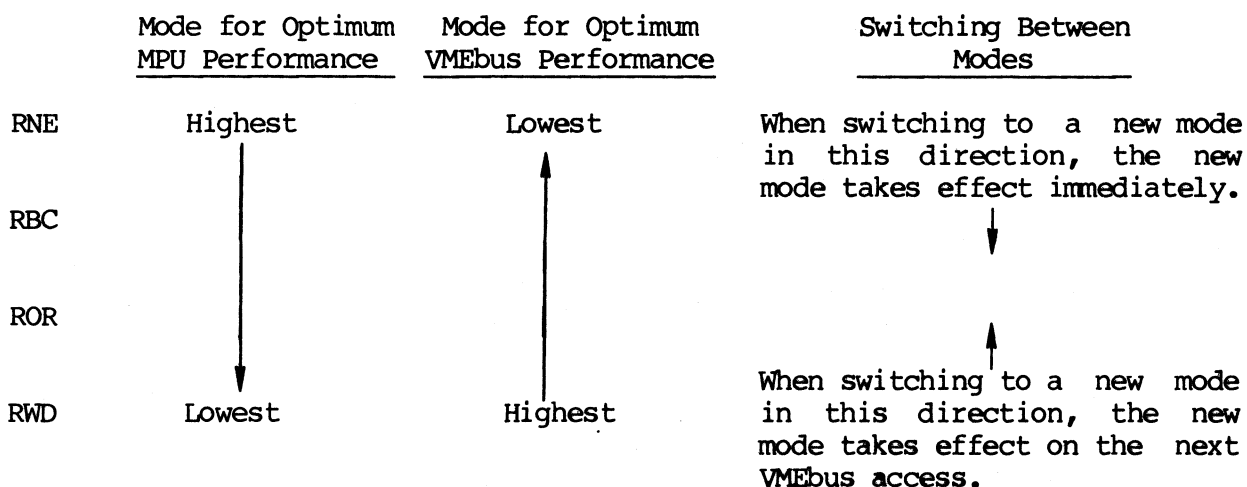 Mode for Optimum Mode for Optimum Switching Between
MPU Performance VMEbus Performance Modes
RNE Highest Lowest When switching to a new mode
in this direction, the new
mode takes effect immediately.
RBC
ROR
When switching to a new mode
RWD Lowest Highest in this direction, the new
mode takes effect on the next
VMEbus access.